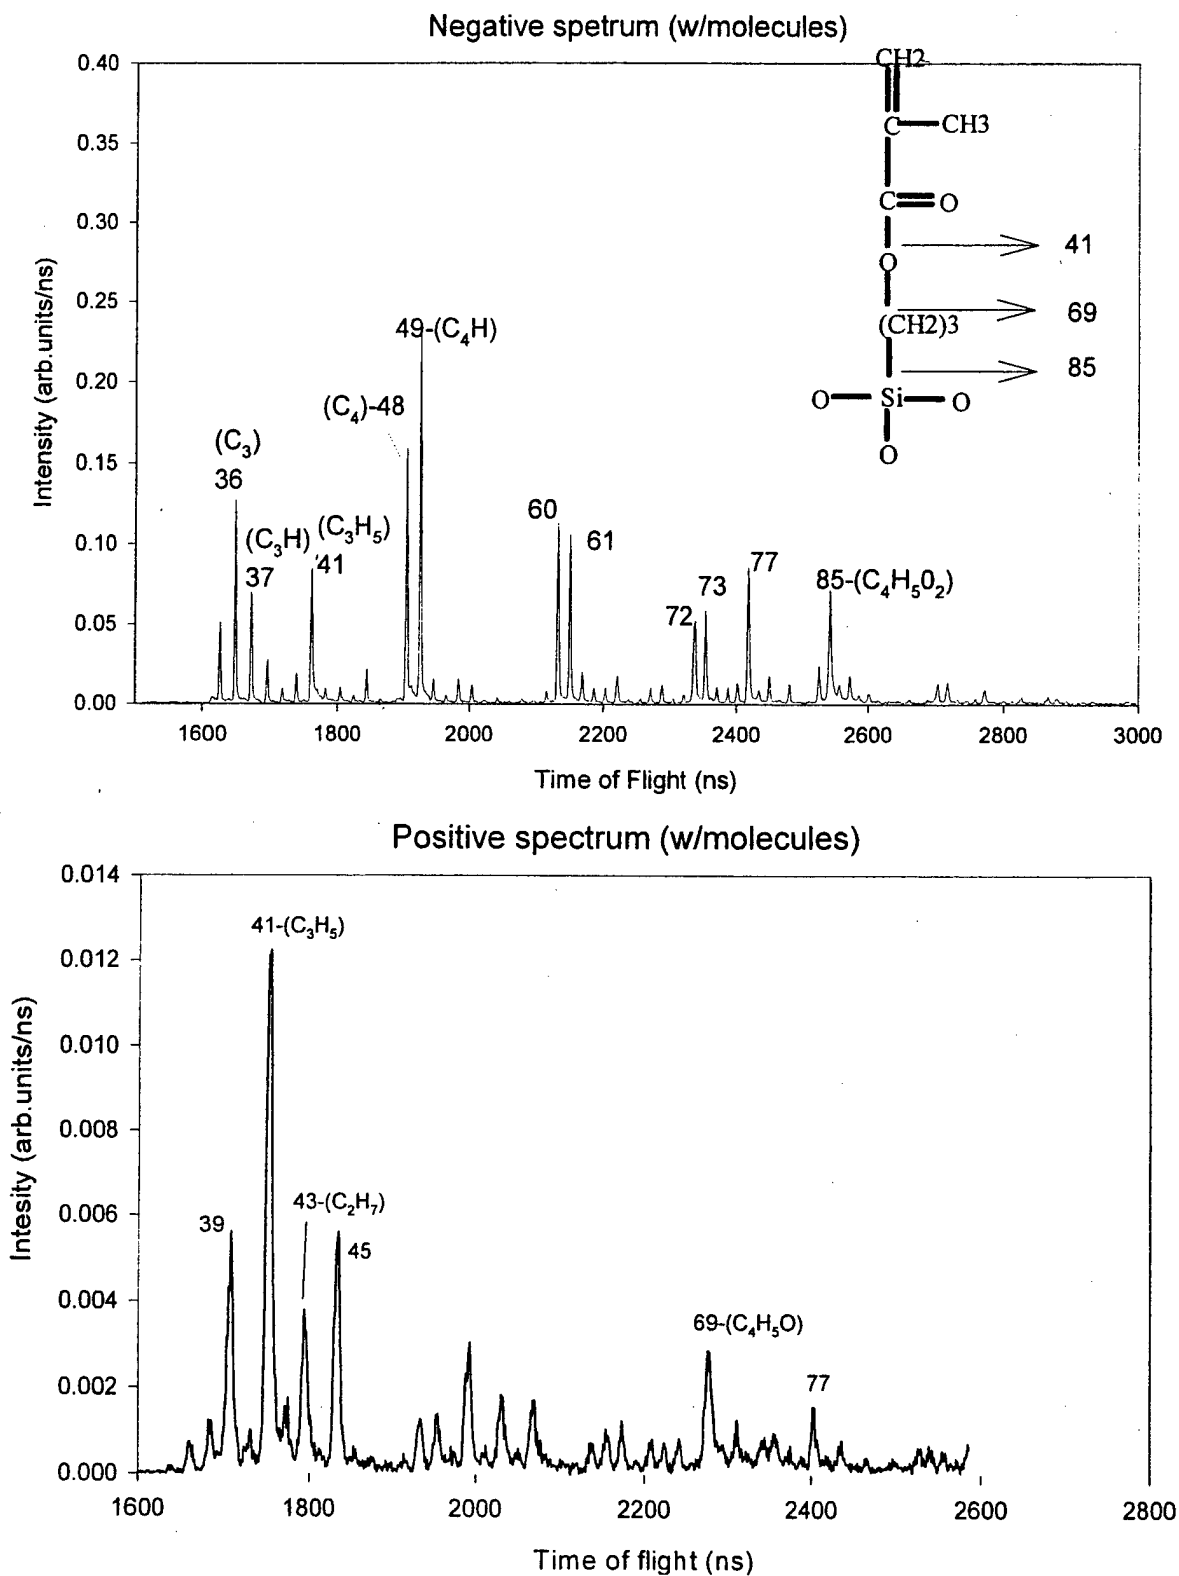 Negative spetrum (w/molecules)
0.40
0.35
0.30
0.25
0.20
0.15
0.10
0.05
0.00
Intensity (arb.units/ns)
1600
1800
2000
2200
2400
2600
2800
3000
Time of Flight (ns)
(C3)
36
(C3H)
37
(C3H5)
41
(C4)-48
49-(C4H)
60
61
72
73
77
85-(C4H502)
CH2
C
CH3
C
O
41
O
69
(CH2)3
85
O
Si
O
O
Positive spectrum (w/molecules)
0.014
0.012
0.010
0.008
0.006
0.004
0.002
0.000
Intesity (arb.units/ns)
1600
1800
2000
2200
2400
2600
2800
Time of flight (ns)
39
41-(C3H5)
43-(C2H7)
45
69-(C4H5O)
77